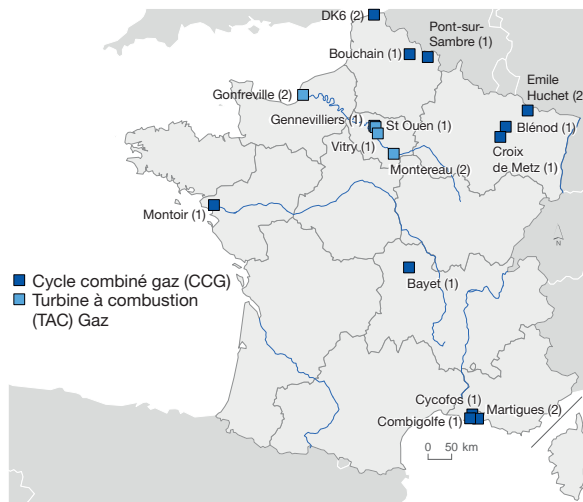 DK6 (2)
Pont-sur-
Sambre (1)
Bouchain (1)
Emile
Huchet (2
Gonfreville (2)
Gennevilliers (1)
St Ouen (1)
Blénod (1)
Vitry (1)
Croix
de Metz (1)
Montereau (2)
Montoir (1)
N
Cycle combiné gaz (CCG)
Turbine à combustion
(TAC) Gaz
Bayet (1)
Cycofos (1)
Martigues (2)
Combigolfe (1)
0 50 km